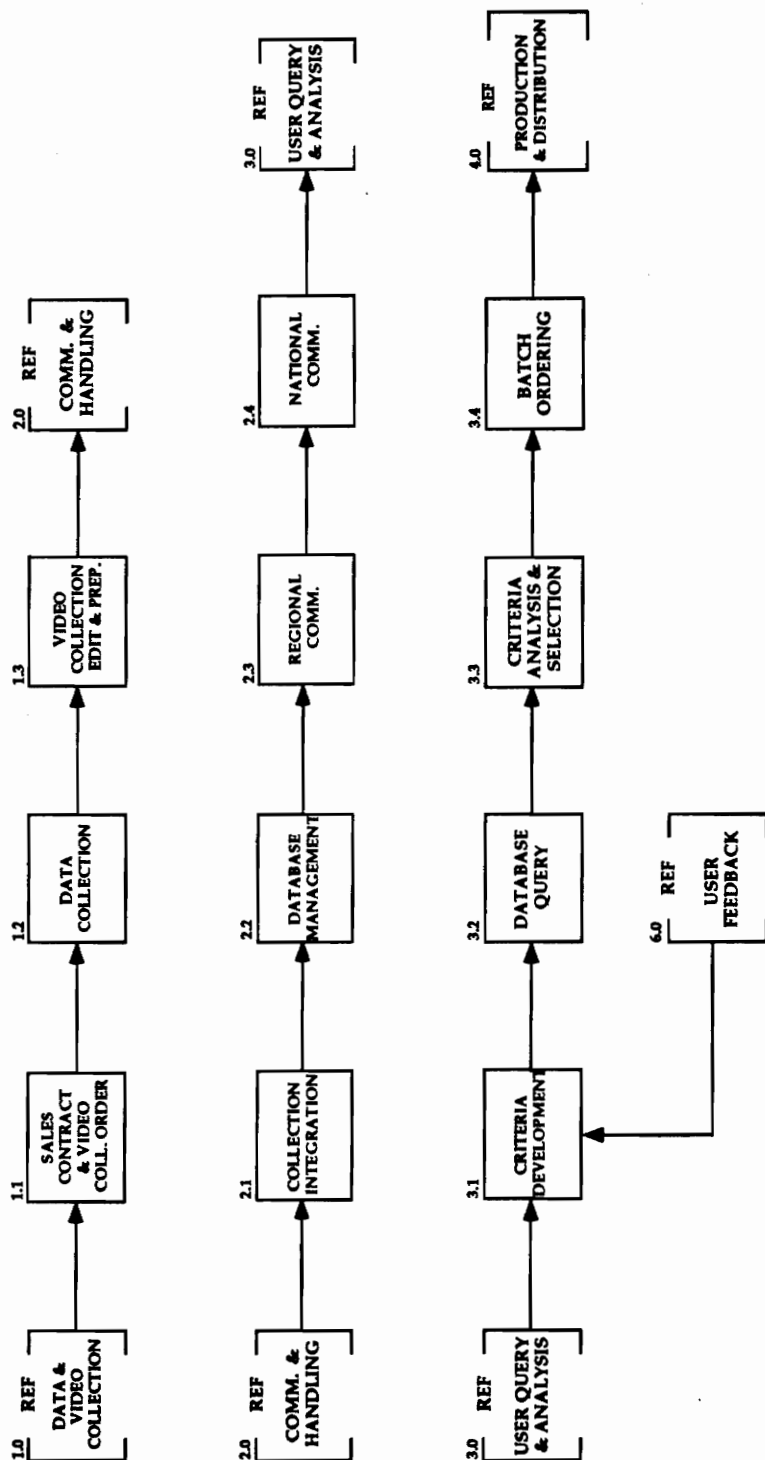 1.0 REF
DATA &
VIDEO
COLLECTION
1.1
SALES
CONTRACT
& VIDEO
COLL. ORDER
1.2
DATA
COLLECTION
1.3
VIDEO
COLLECTION
EDIT & PREP.
2.0 REF
COMM. &
HANDLING
2.0 REF
COMM. &
HANDLING
2.1
COLLECTION
INTEGRATION
2.2
DATABASE
MANAGEMENT
2.3
REGIONAL
COMM.
2.4
NATIONAL
COMM.
3.0 REF
USER QUERY
& ANALYSIS
3.0 REF
USER QUERY
& ANALYSIS
3.1
CRITERIA
DEVELOPMENT
3.2
DATABASE
QUERY
3.3
CRITERIA
ANALYSIS &
SELECTION
3.4
BATCH
ORDERING
4.0 REF
PRODUCTION
& DISTRIBUTION
6.0 REF
USER
FEEDBACK